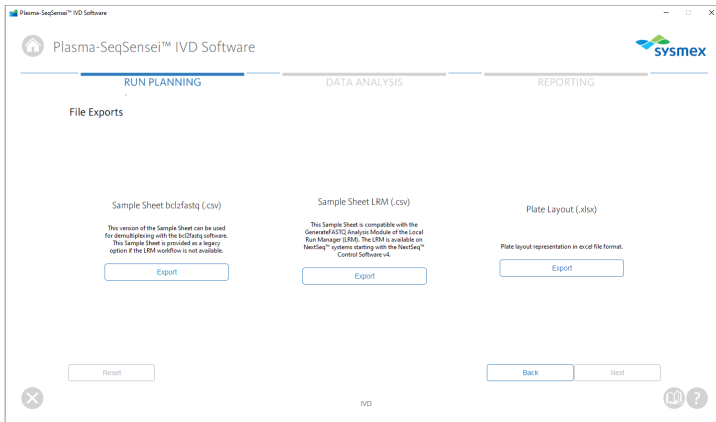 Plasma-SeqSensei™ IVD Software
Plasma-SeqSensei™ IVD Software
sysmex
RUN PLANNING
DATA ANALYSIS
REPORTING
File Exports
Sample Sheet bcl2fastq (.csv)
This version of the Sample Sheet can be used
for demultiplexing with the bcl2fastq software.
This Sample Sheet is provided as a legacy
option if the LRM workflow is not available.
Export
Sample Sheet LRM (.csv)
This Sample Sheet is compatible with the
GenerateFASTQ Analysis Module of the Local
Run Manager (LRM). The LRM is available on
NextSeq™ systems starting with the NextSeq™
Control Software v4.
Export
Plate Layout (.xlsx)
Plate layout representation in excel file format.
Export
Reset
Back
Next
IVD
?